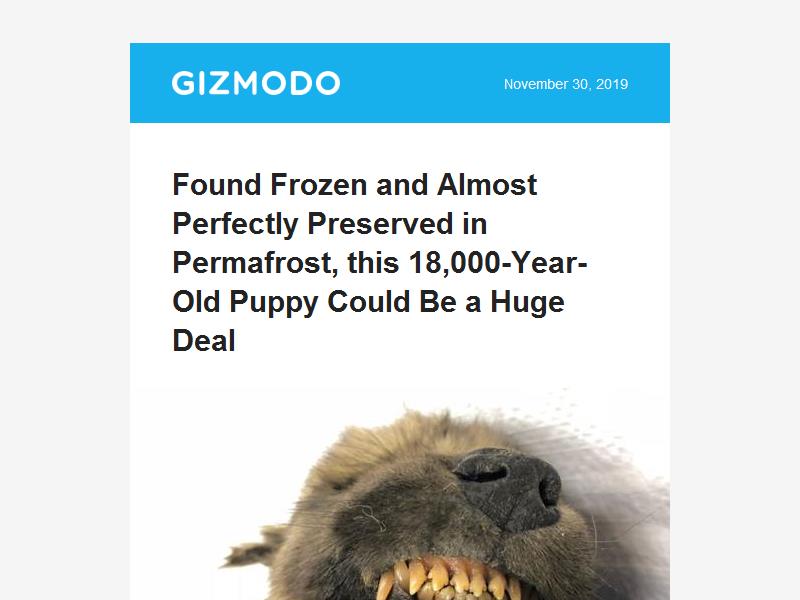 GIZMODO
November 30, 2019
Found Frozen and Almost
Perfectly Preserved in
Permafrost, this 18,000-Year-
Old Puppy Could Be a Huge
Deal